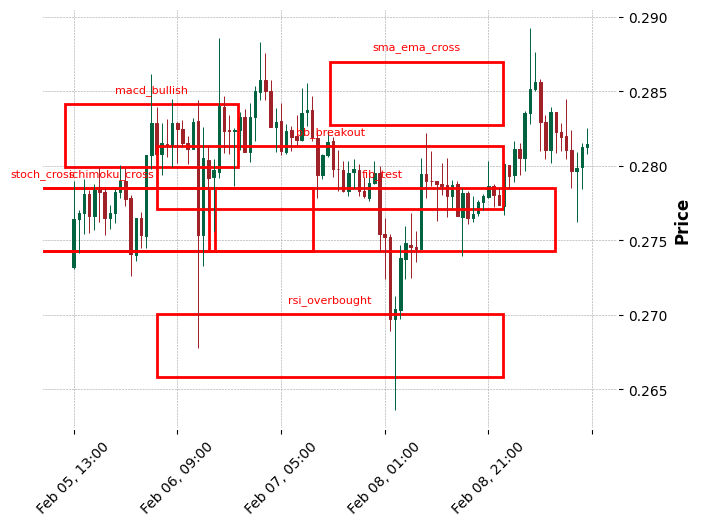 0.290
sma_ema_cross
macd_bullish
0.285
bb_breakout
0.280
stoch_cross
ichimoku_cross
fib_test
0.275
Price
rsi_overbought
0.270
0.265
Feb 05, 13:00
Feb 06, 09:00
Feb 07, 05:00
Feb 08, 01:00
Feb 08, 21:00